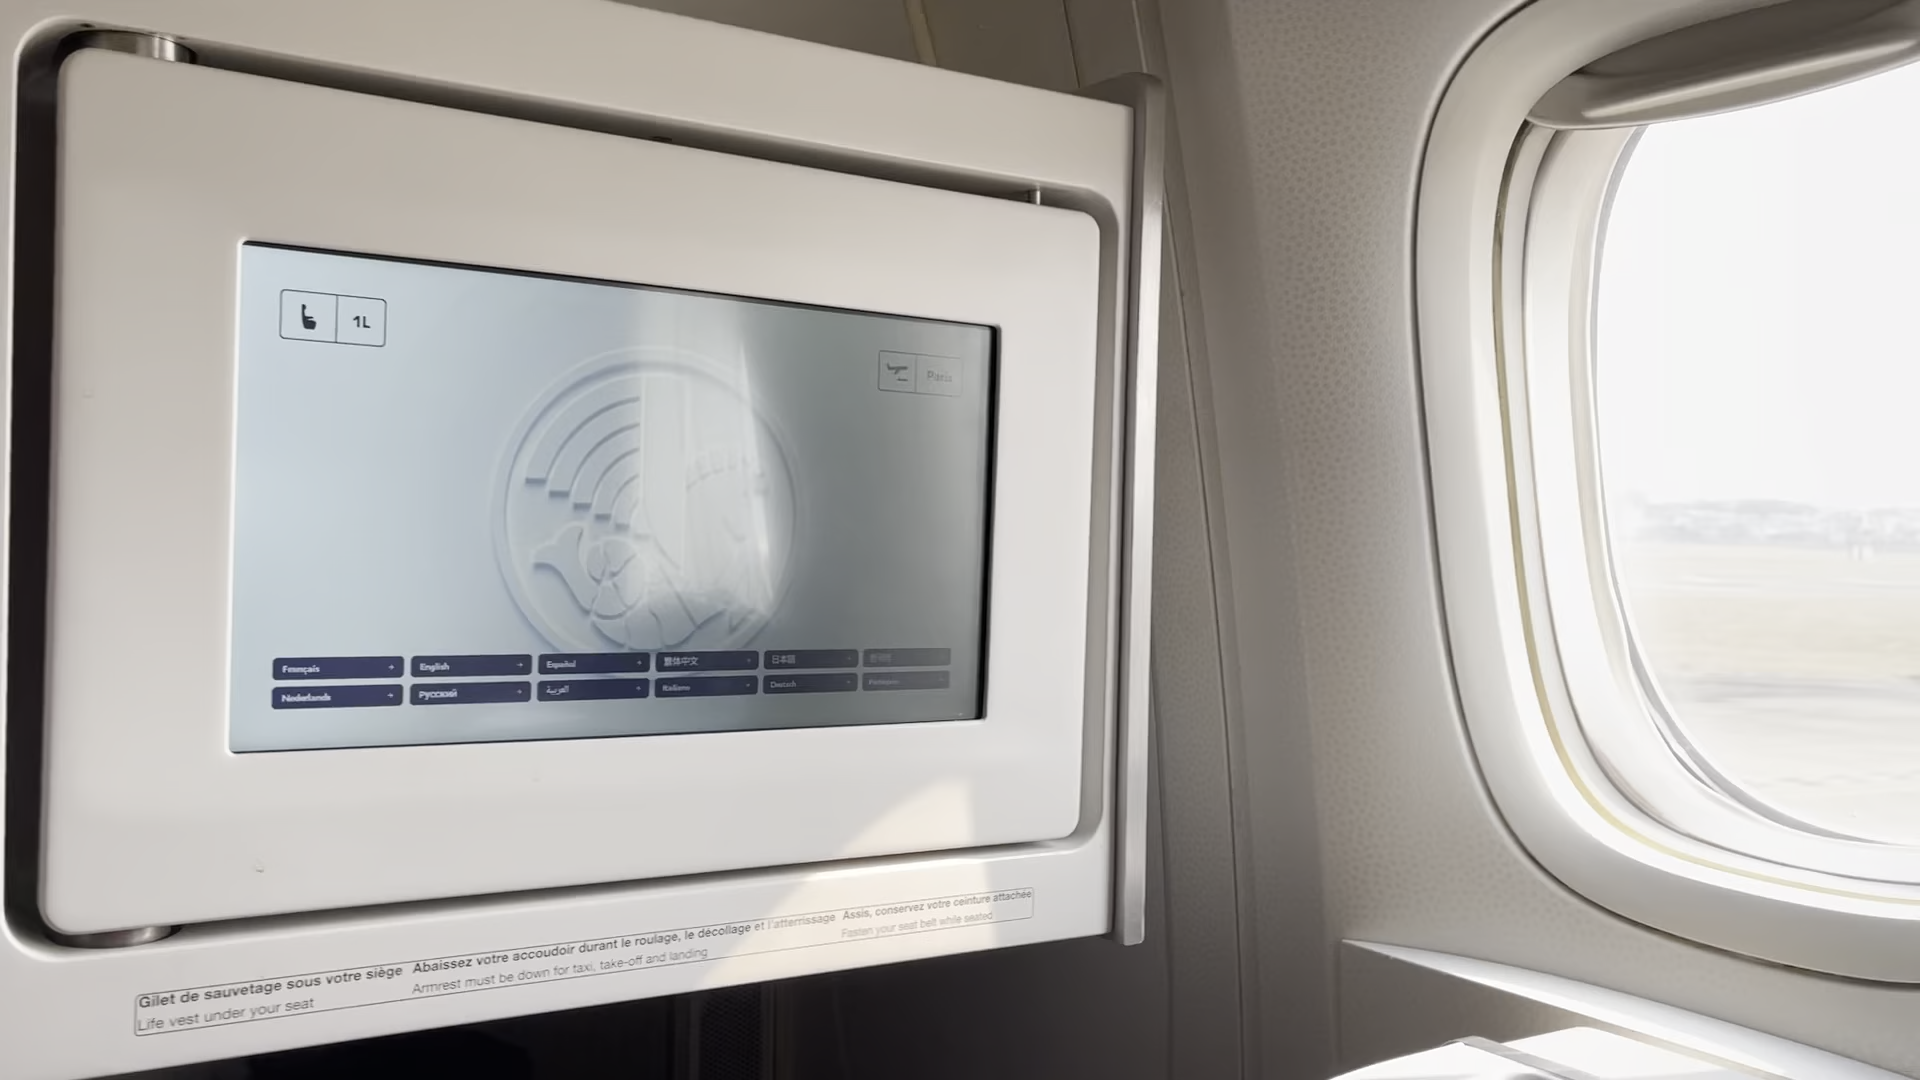 1L
Paris
Français
English
Español
繁体中文
日本語
Nederlands
Русский
العربية
Italiano
Deutsch
Gilet de sauvetage sous votre siège
Life vest under your seat
Abaissez votre accoudoir durant le roulage, le décollage et l'atterrissage
Armrest must be down for taxi, take-off and landing
Assis, conservez votre ceinture attachée
Fasten your seat belt while seated